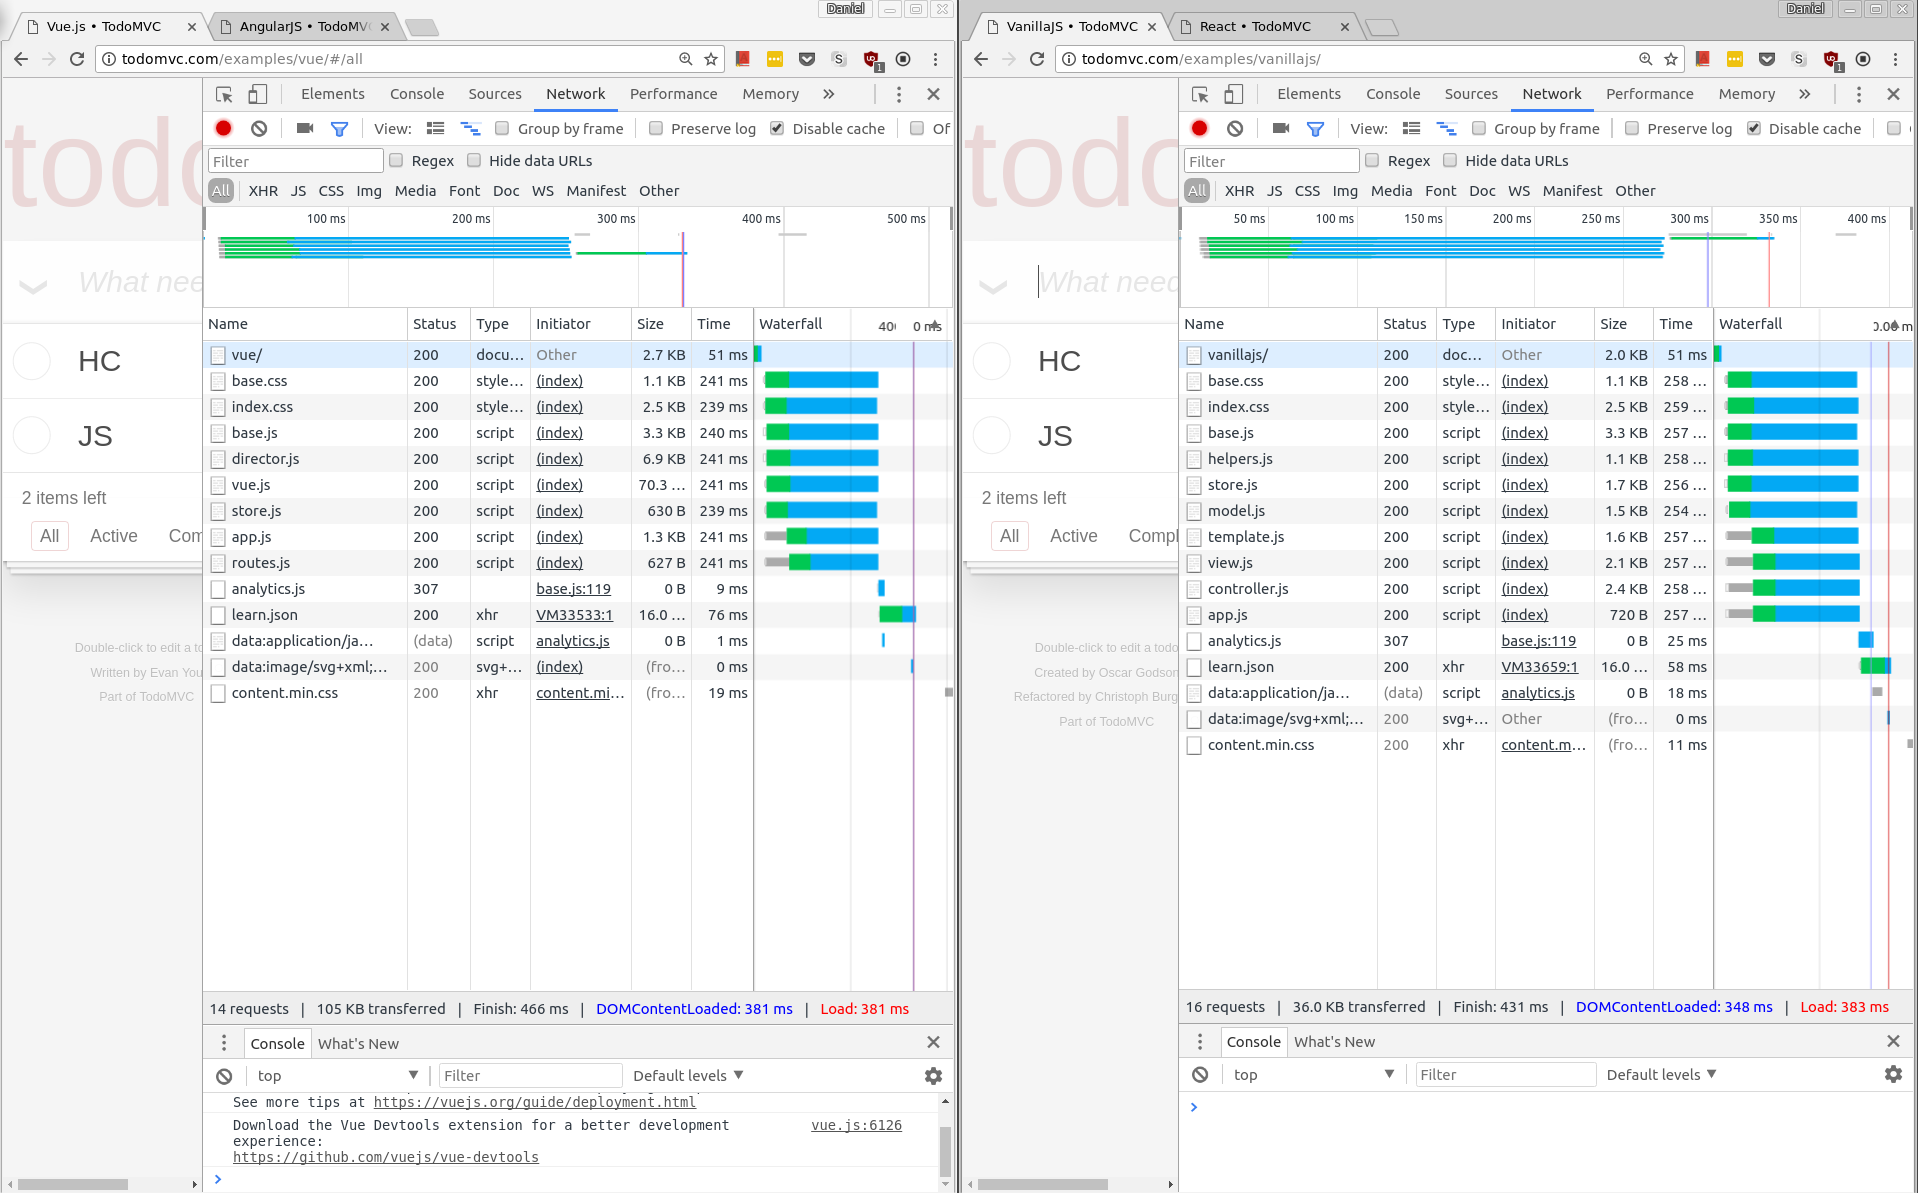 Daniel
Vue.js • TodoMVC
AngularJS • TodoMVC
todomvc.com/examples/vue/#/all
1
Elements Console Sources Network Performance Memory »
View: Group by frame Preserve log Disable cache Of
Filter Regex Hide data URLs
All XHR JS CSS Img Media Font Doc WS Manifest Other
100 ms 200 ms 300 ms 400 ms 500 ms
Name Status Type Initiator Size Time Waterfall
vue/ 200 docu... Other 2.7 KB 51 ms
base.css 200 style... (index) 1.1 KB 241 ms
index.css 200 style... (index) 2.5 KB 239 ms
base.js 200 script (index) 3.3 KB 240 ms
director.js 200 script (index) 6.9 KB 241 ms
vue.js 200 script (index) 70.3 ... 241 ms
store.js 200 script (index) 630 B 239 ms
app.js 200 script (index) 1.3 KB 241 ms
routes.js 200 script (index) 627 B 241 ms
analytics.js 307 base.js:119 0 B 9 ms
learn.json 200 xhr VM33533:1 16.0 ... 76 ms
data:application/ja... (data) script analytics.js 0 B 1 ms
data:image/svg+xml;... 200 svg+... (index) (fro... 0 ms
content.min.css 200 xhr content.mi... (fro... 19 ms
14 requests | 105 KB transferred | Finish: 466 ms | DOMContentLoaded: 381 ms | Load: 381 ms
Console What's New
top Filter Default levels
See more tips at https://vuejs.org/guide/deployment.html
Download the Vue Devtools extension for a better development vue.js:6126
experience:
https://github.com/vuejs/vue-devtools
todo
What nee
HC
JS
2 items left
All Active Com
Double-click to edit a to
Written by Evan You
Part of TodoMVC
Daniel
VanillaJS • TodoMVC
React • TodoMVC
todomvc.com/examples/vanillajs/
1
Elements Console Sources Network Performance Memory »
View: Group by frame Preserve log Disable cache
Filter Regex Hide data URLs
All XHR JS CSS Img Media Font Doc WS Manifest Other
50 ms 100 ms 150 ms 200 ms 250 ms 300 ms 350 ms 400 ms
Name Status Type Initiator Size Time Waterfall
vanillajs/ 200 doc... Other 2.0 KB 51 ms
base.css 200 style... (index) 1.1 KB 258 ...
index.css 200 style... (index) 2.5 KB 259 ...
base.js 200 script (index) 3.3 KB 257 ...
helpers.js 200 script (index) 1.1 KB 258 ...
store.js 200 script (index) 1.7 KB 256 ...
model.js 200 script (index) 1.5 KB 254 ...
template.js 200 script (index) 1.6 KB 257 ...
view.js 200 script (index) 2.1 KB 257 ...
controller.js 200 script (index) 2.4 KB 258 ...
app.js 200 script (index) 720 B 257 ...
analytics.js 307 base.js:119 0 B 25 ms
learn.json 200 xhr VM33659:1 16.0 ... 58 ms
data:application/ja... (data) script analytics.js 0 B 18 ms
data:image/svg+xml;... 200 svg+... Other (fro... 0 ms
content.min.css 200 xhr content.m... (fro... 11 ms
16 requests | 36.0 KB transferred | Finish: 431 ms | DOMContentLoaded: 348 ms | Load: 383 ms
Console What's New
top Filter Default levels
todo
What need
HC
JS
2 items left
All Active Compl
Double-click to edit a todo
Created by Oscar Godson
Refactored by Christoph Burg
Part of TodoMVC